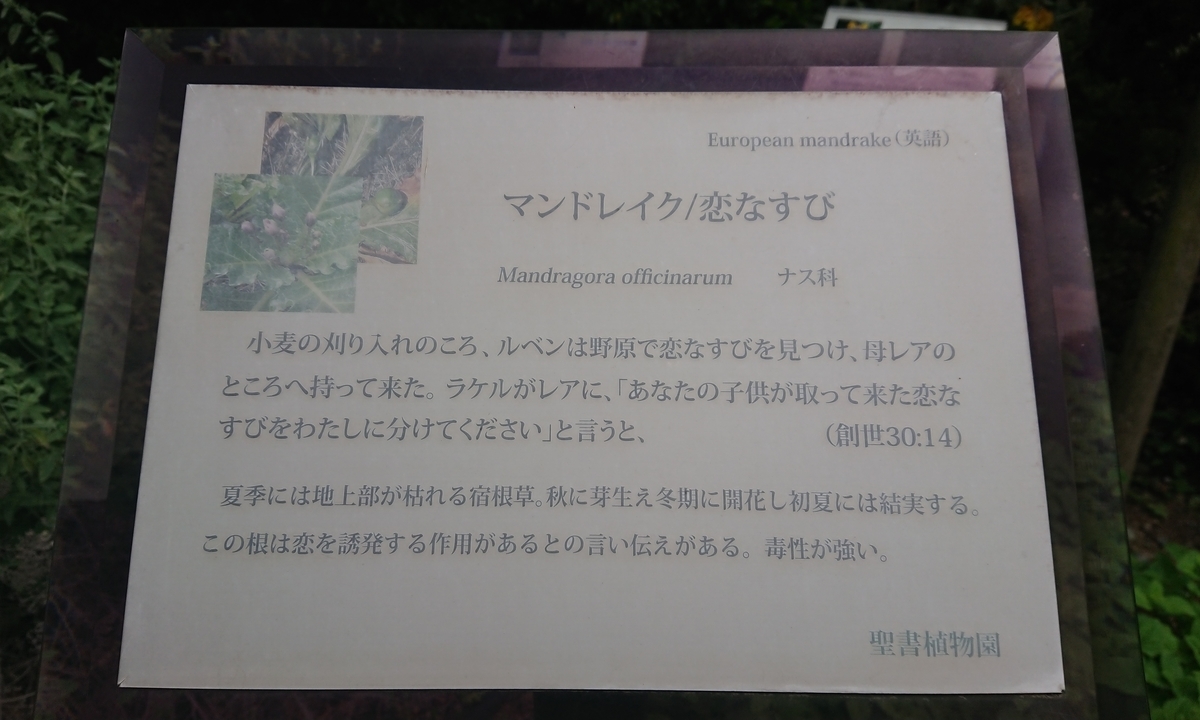 European mandrake(英語)
マンドレイク/恋なすび
Mandragora officinarum ナス科
小麦の刈り入れのころ、ルベンは野原で恋なすびを見つけ、母レアの
ところへ持って来た。ラケルがレアに、「あなたの子供が取って来た恋な
すびをわたしに分けてください」と言うと、 (創世30:14)
夏季には地上部が枯れる宿根草。秋に芽生え冬期に開花し初夏には結実する。
この根は恋を誘発する作用があるとの言い伝えがある。毒性が強い。
聖書植物園